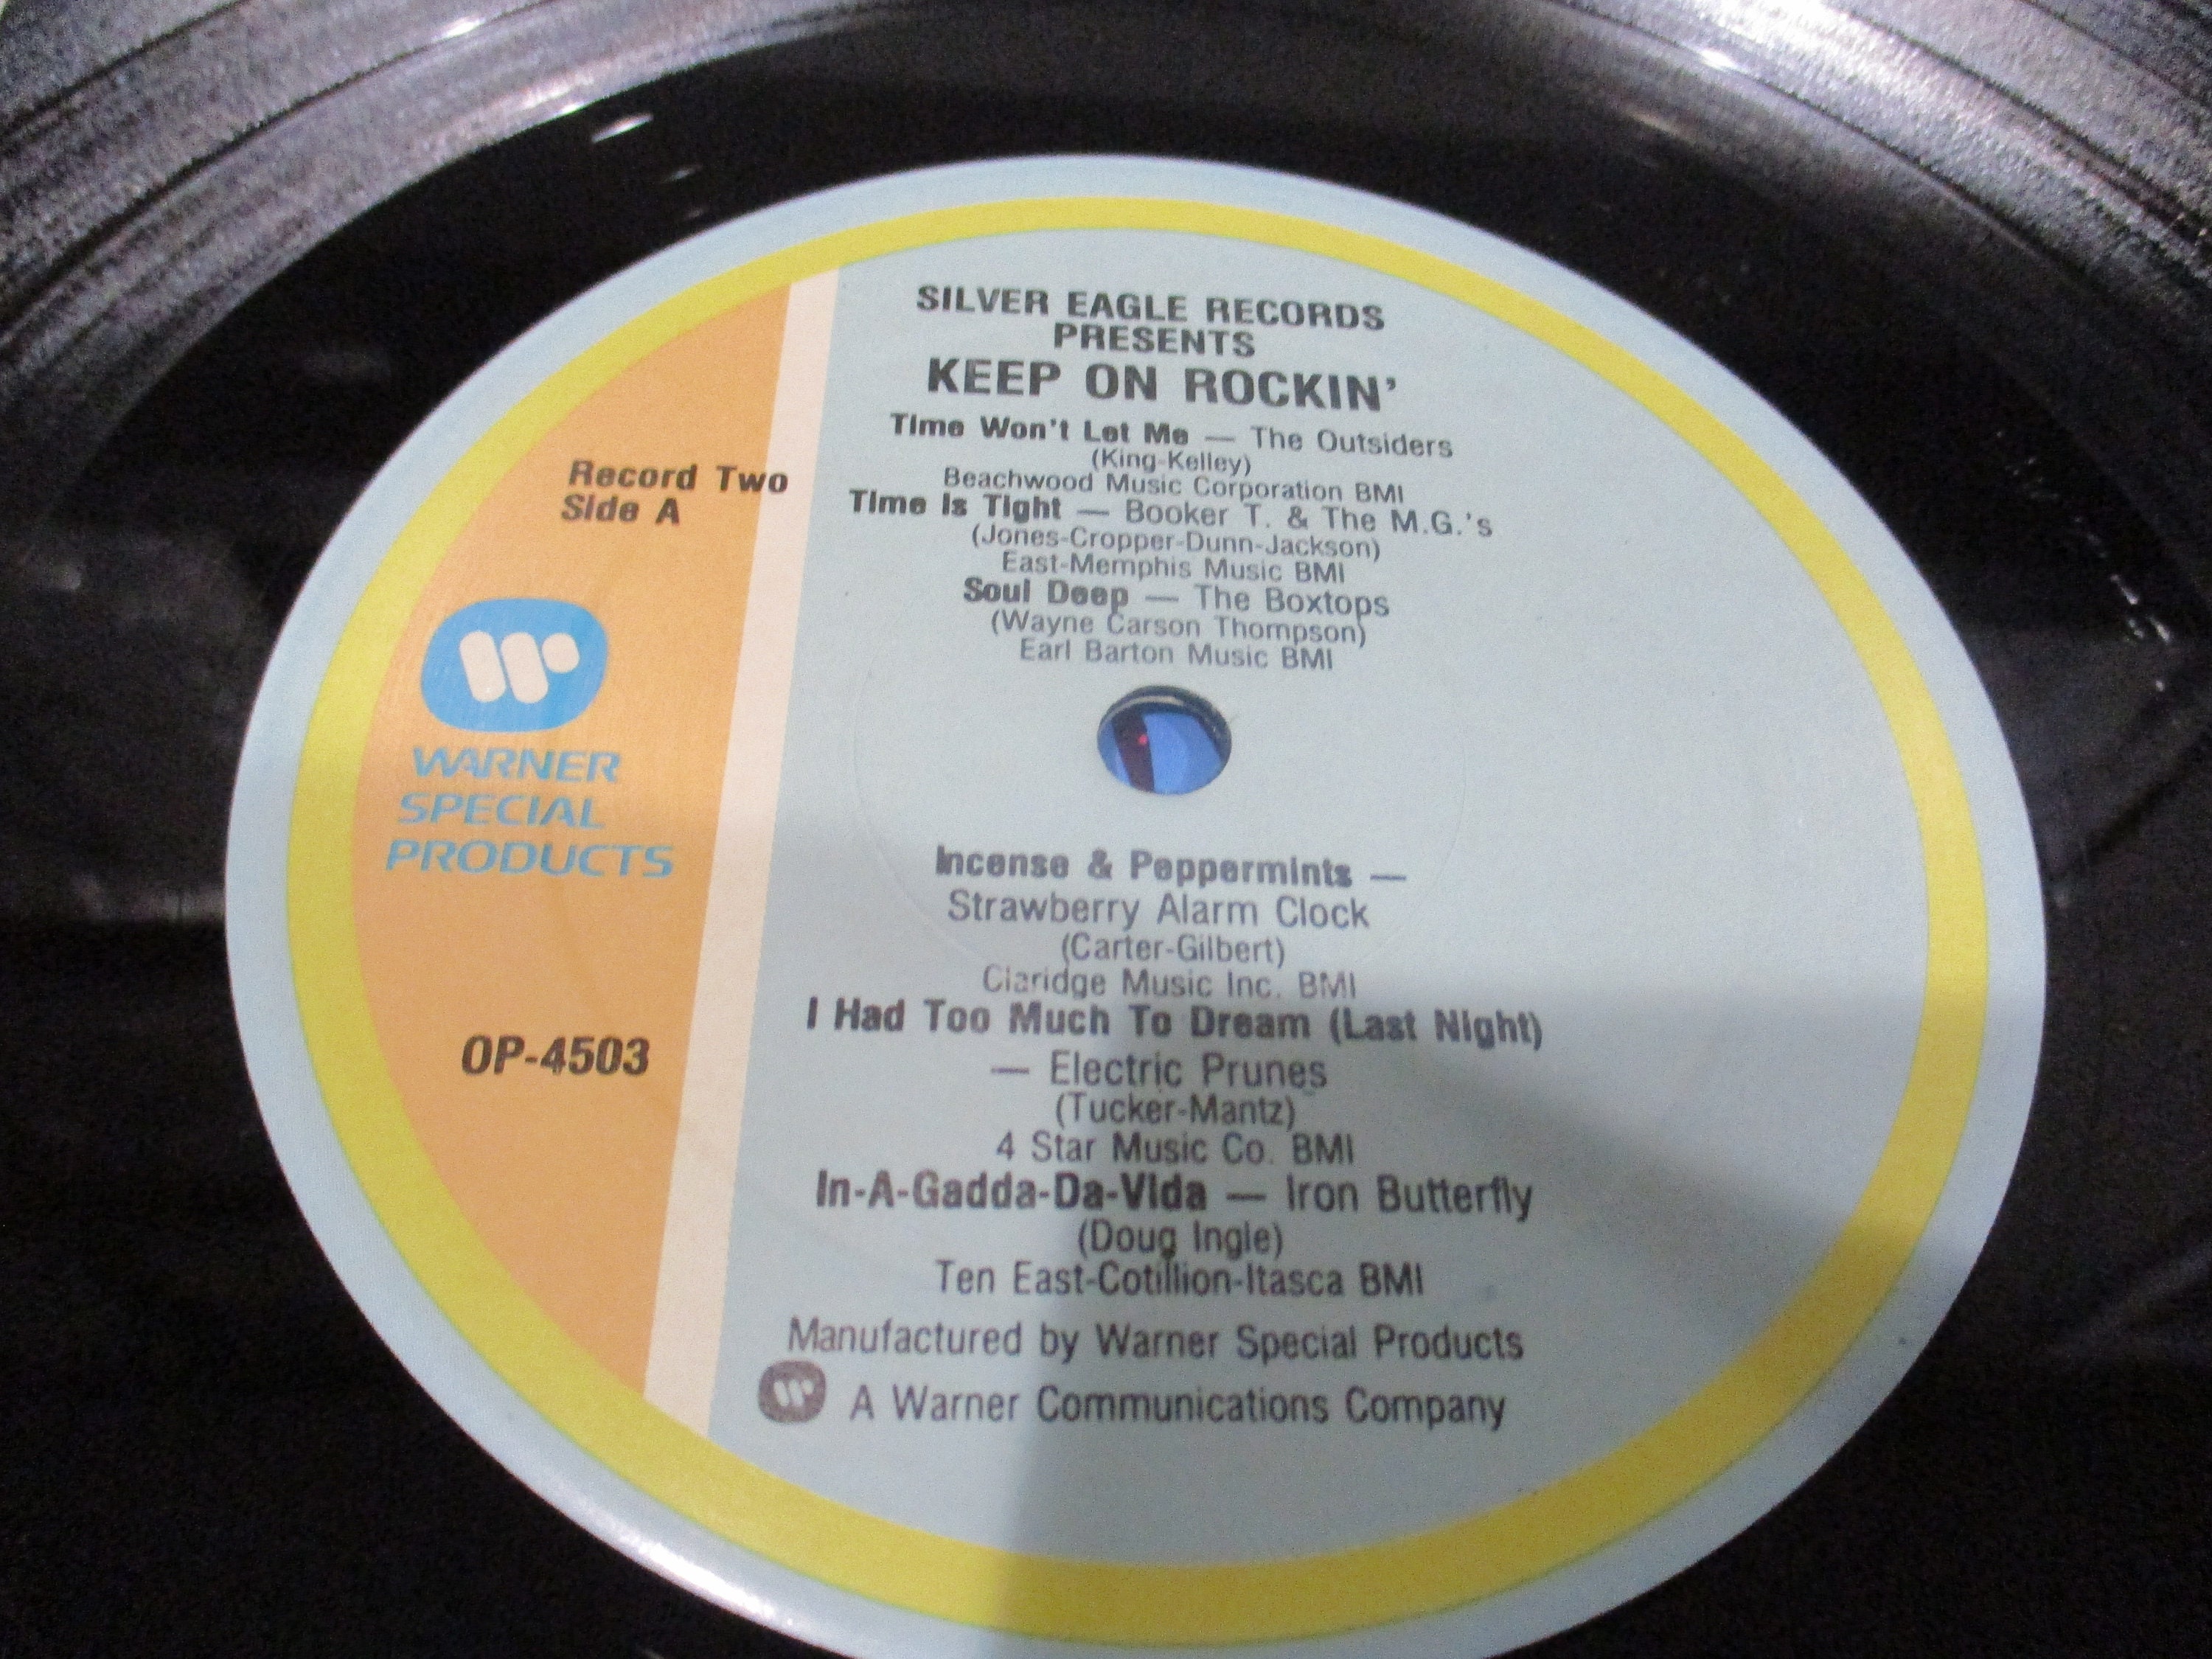 SILVER EAGLE RECORDS
PRESENTS
KEEP ON ROCKIN'
Time Won't Let Me — The Outsiders
(King-Kelley)
Beachwood Music Corporation BMI
Time Is Tight — Booker T. & The M.G.'s
(Jones-Cropper-Dunn-Jackson)
East-Memphis Music BMI
Soul Deep — The Boxtops
(Wayne Carson Thompson)
Earl Barton Music BMI
Record Two
Side A
W
WARNER
SPECIAL
PRODUCTS
OP-4503
Incense & Peppermints —
Strawberry Alarm Clock
(Carter-Gilbert)
Claridge Music Inc. BMI
I Had Too Much To Dream (Last Night)
— Electric Prunes
(Tucker-Mantz)
4 Star Music Co. BMI
In-A-Gadda-Da-Vida — Iron Butterfly
(Doug Ingle)
Ten East-Cotillion-Itasca BMI
Manufactured by Warner Special Products
W A Warner Communications Company